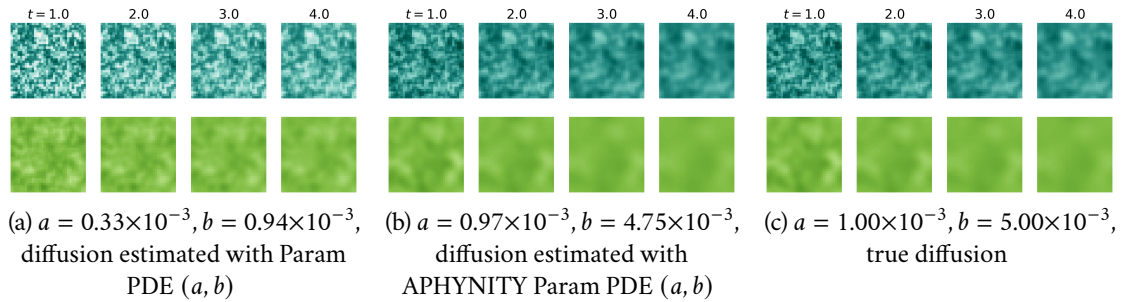 t = 1.0 2.0 3.0 4.0 t = 1.0 2.0 3.0 4.0 t = 1.0 2.0 3.0 4.0
(a) a = 0.33×10⁻³, b = 0.94×10⁻³,
diffusion estimated with Param
PDE (a, b)
(b) a = 0.97×10⁻³, b = 4.75×10⁻³,
diffusion estimated with
APHYNITY Param PDE (a, b)
(c) a = 1.00×10⁻³, b = 5.00×10⁻³,
true diffusion